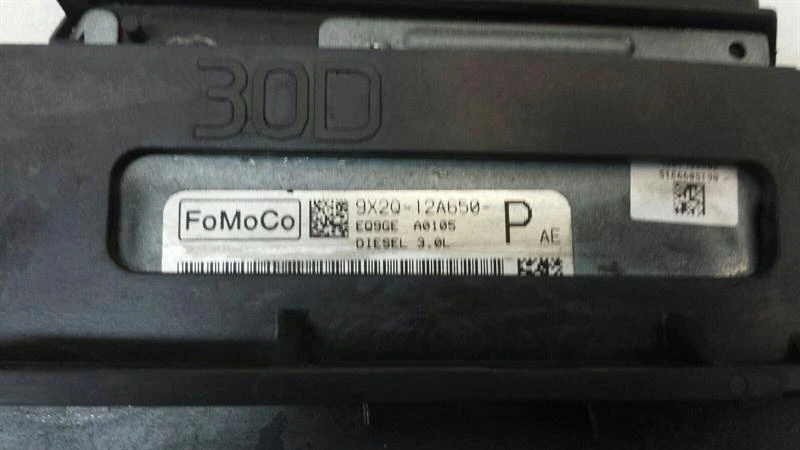 30D
FoMoCo
9X2Q-12A650-
P
AE
EQ9GE A0105
DIESEL 3.0L